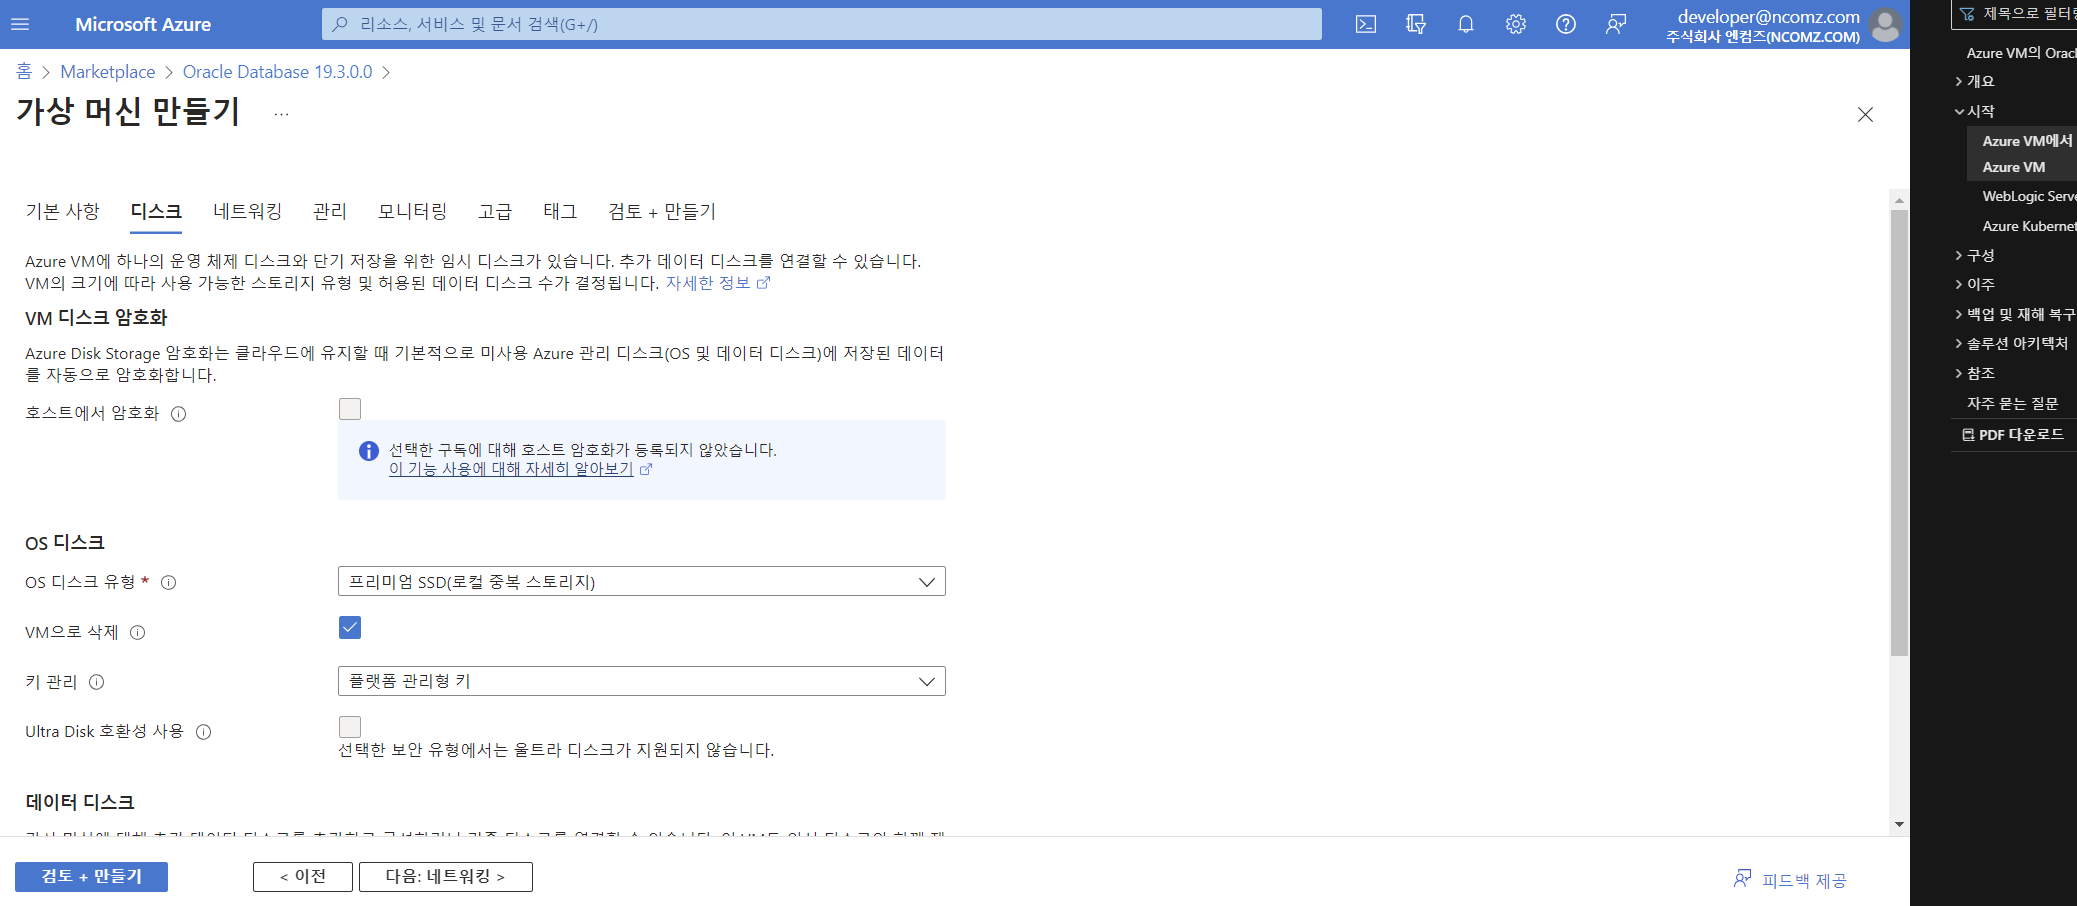 Microsoft Azure
리소스, 서비스 및 문서 검색(G+/)
developer@ncomz.com
주식회사 엔컴즈(NCOMZ.COM)
홈 > Marketplace > Oracle Database 19.3.0.0 >
가상 머신 만들기 ...
기본 사항 디스크 네트워킹 관리 모니터링 고급 태그 검토 + 만들기
Azure VM에 하나의 운영 체제 디스크와 단기 저장을 위한 임시 디스크가 있습니다. 추가 데이터 디스크를 연결할 수 있습니다.
VM의 크기에 따라 사용 가능한 스토리지 유형 및 허용된 데이터 디스크 수가 결정됩니다. 자세한 정보
VM 디스크 암호화
Azure Disk Storage 암호화는 클라우드에 유지할 때 기본적으로 미사용 Azure 관리 디스크(OS 및 데이터 디스크)에 저장된 데이터
를 자동으로 암호화합니다.
호스트에서 암호화
선택한 구독에 대해 호스트 암호화가 등록되지 않았습니다.
이 기능 사용에 대해 자세히 알아보기
OS 디스크
OS 디스크 유형 *
프리미엄 SSD(로컬 중복 스토리지)
VM으로 삭제
키 관리
플랫폼 관리형 키
Ultra Disk 호환성 사용
선택한 보안 유형에서는 울트라 디스크가 지원되지 않습니다.
데이터 디스크
검토 + 만들기
< 이전
다음: 네트워킹 >
피드백 제공
제목으로
Azure VM의
개요
시작
Azure VM에서
Azure VM
WebLogic
Azure
구성
이주
백업 및 재해 복구
솔루션 아키텍처
참조
자주 묻는 질문
PDF 다운로드